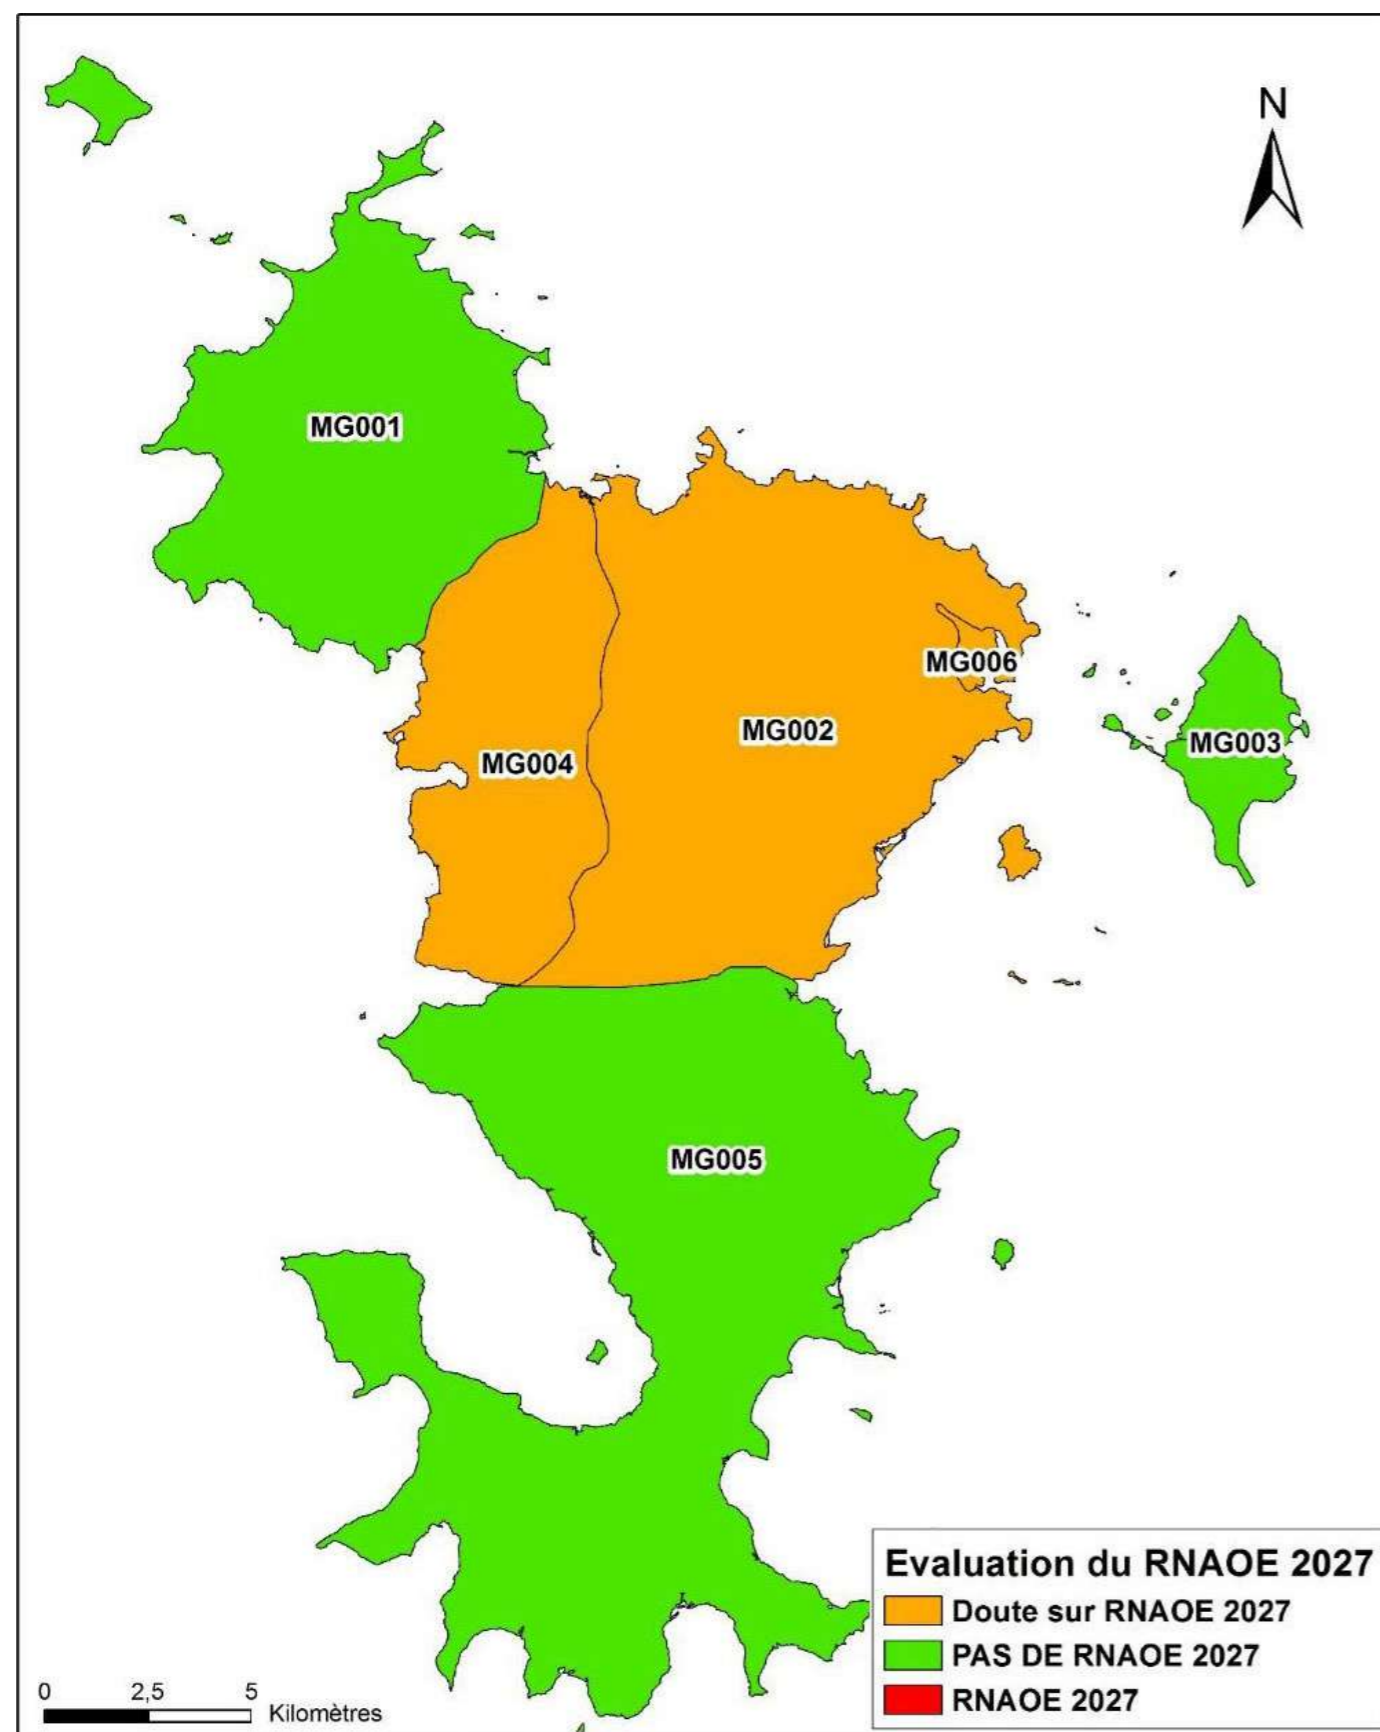 N
MG001
MG006
MG002
MG003
MG004
MG005
Evaluation du RNAOE 2027
Doute sur RNAOE 2027
PAS DE RNAOE 2027
RNAOE 2027
0 2,5 5
Kilomètres